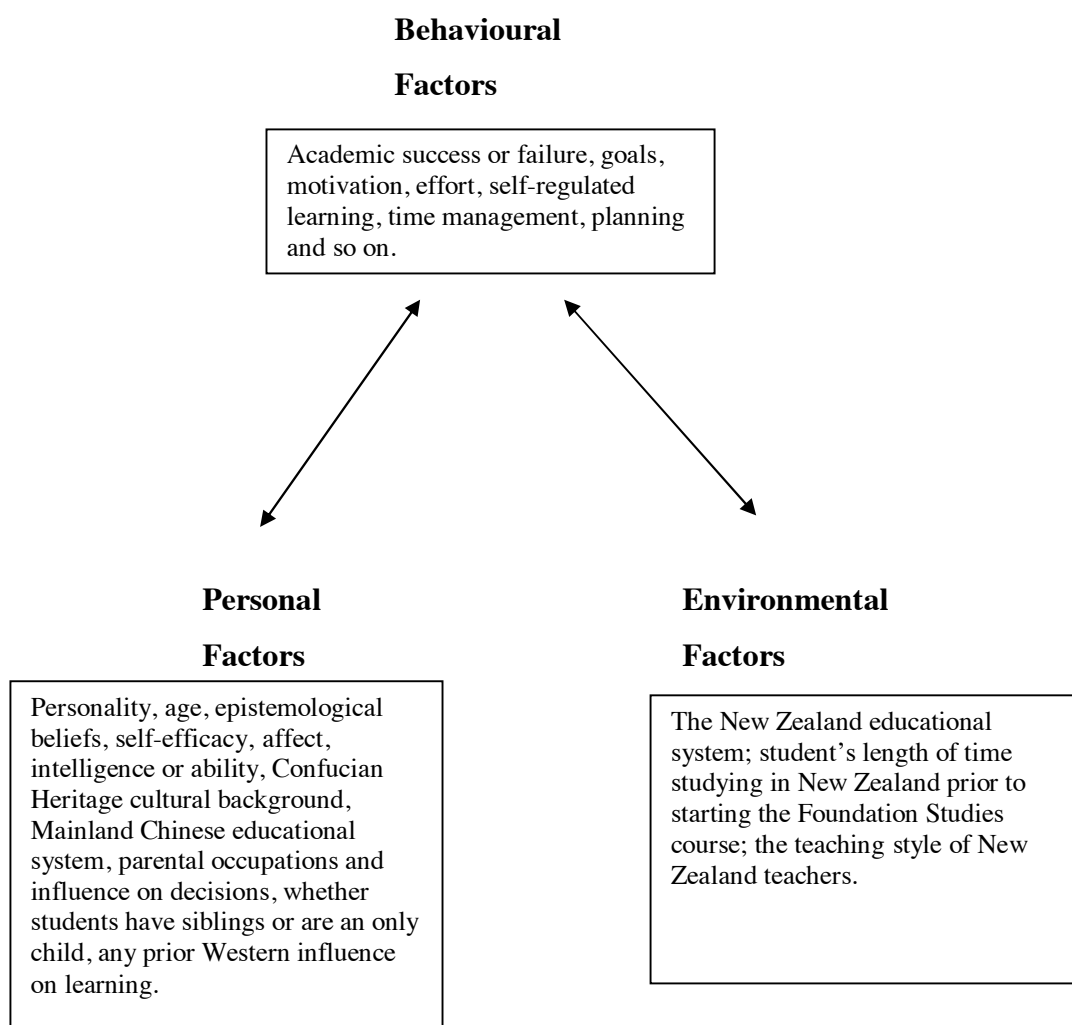 Behavioural
Factors
Academic success or failure, goals,
motivation, effort, self-regulated
learning, time management, planning
and so on.
Personal
Factors
Personality, age, epistemological
beliefs, self-efficacy, affect,
intelligence or ability, Confucian
Heritage cultural background,
Mainland Chinese educational
system, parental occupations and
influence on decisions, whether
students have siblings or are an only
child, any prior Western influence
on learning.
Environmental
Factors
The New Zealand educational
system; student’s length of time
studying in New Zealand prior to
starting the Foundation Studies
course; the teaching style of New
Zealand teachers.